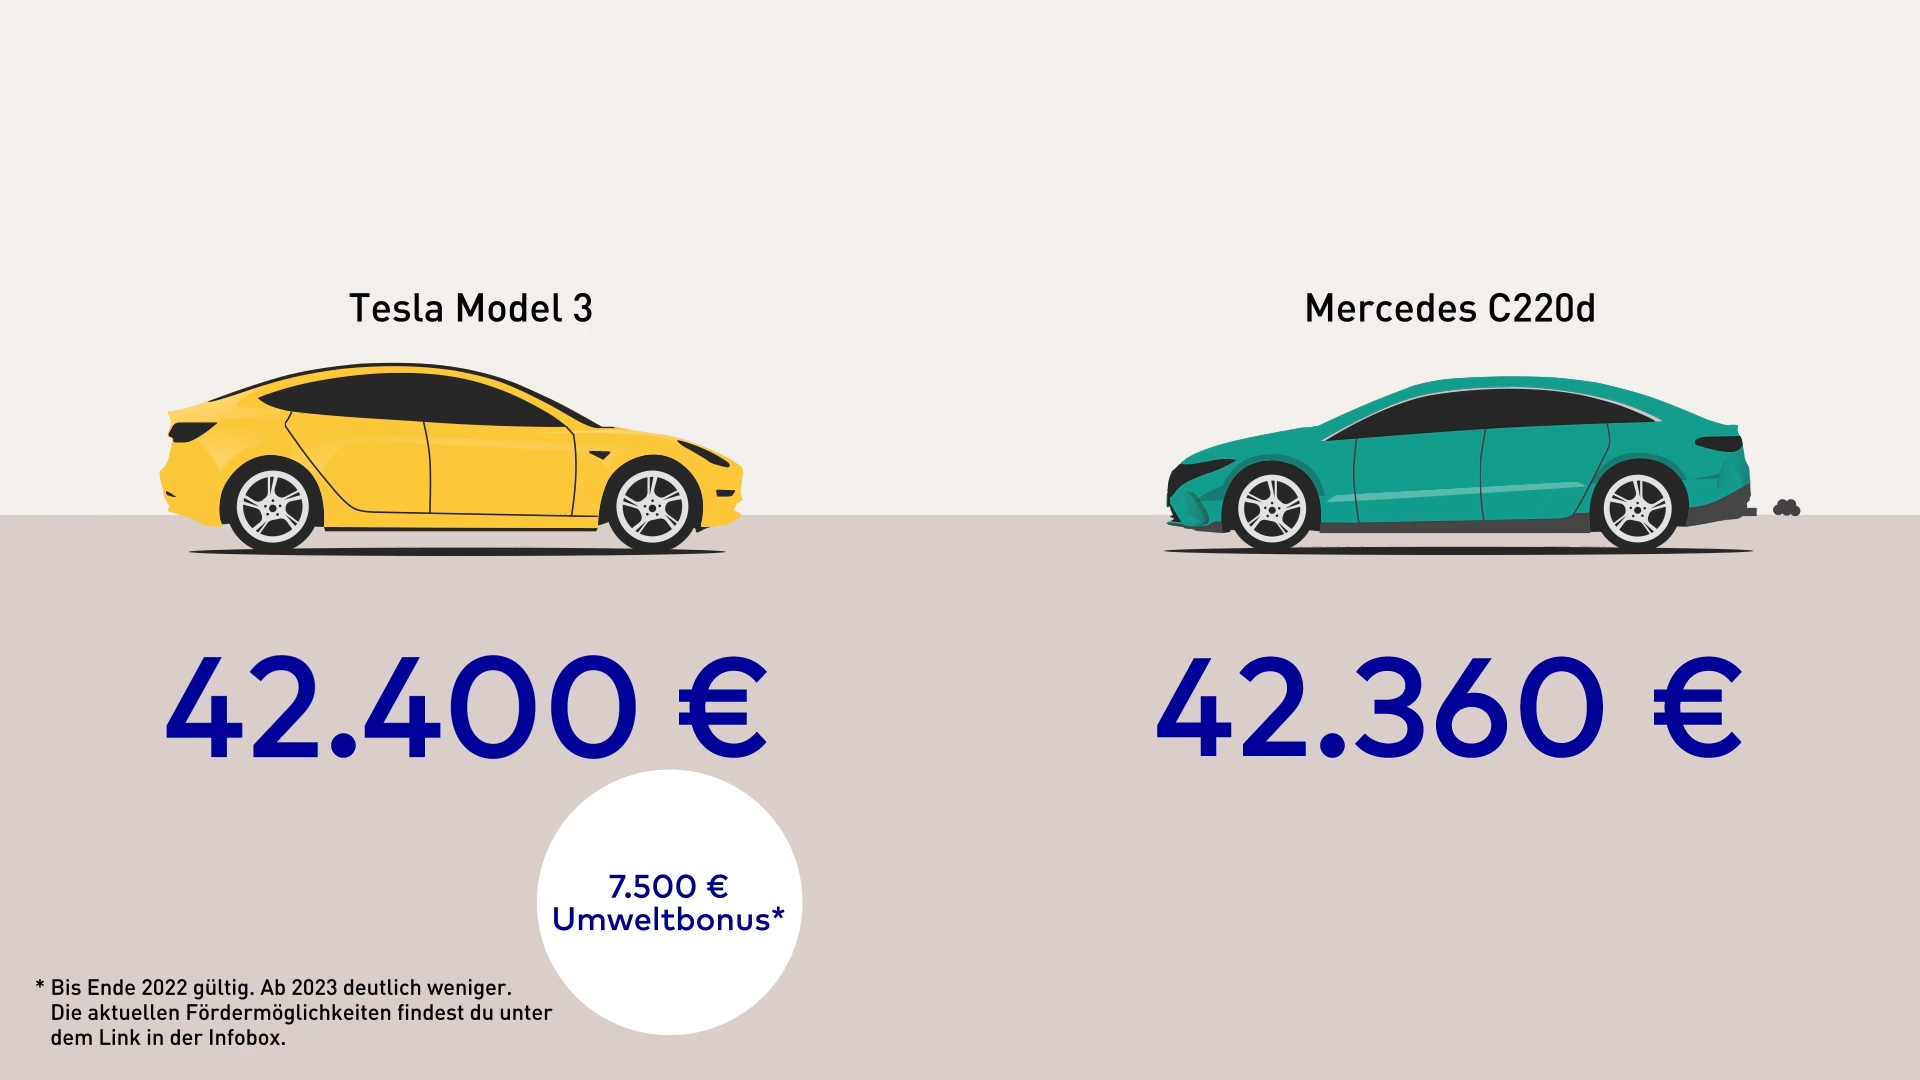 Tesla Model 3
Mercedes C220d
42.400 €
42.360 €
7.500 €
Umweltbonus*
* Bis Ende 2022 gültig. Ab 2023 deutlich weniger.
Die aktuellen Fördermöglichkeiten findest du unter
dem Link in der Infobox.